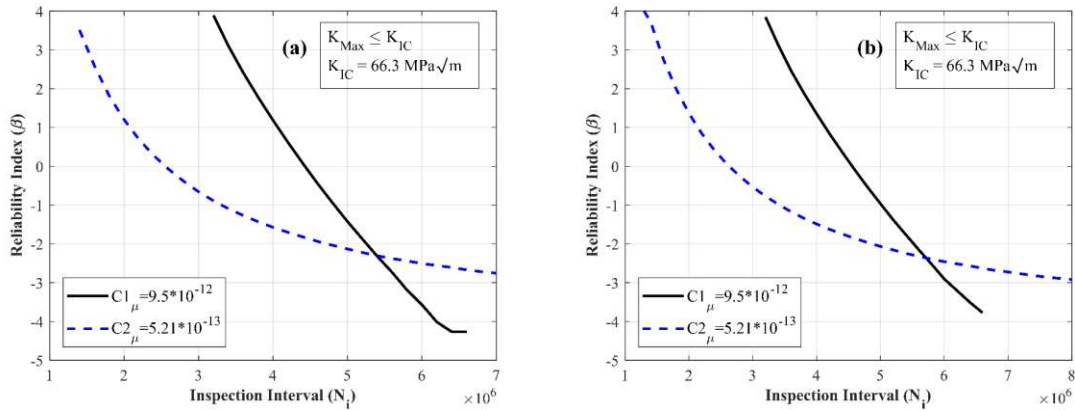 4
3
2
1
0
-1
-2
-3
-4
-5
Reliability Index (β)
(a)
K_Max ≤ K_IC
K_IC = 66.3 MPa√m
C1_μ=9.5*10^-12
C2_μ=5.21*10^-13
1 2 3 4 5 6 7
Inspection Interval (N_i)
×10^6
4
3
2
1
0
-1
-2
-3
-4
-5
Reliability Index (β)
(b)
K_Max ≤ K_IC
K_IC = 66.3 MPa√m
C1_μ=9.5*10^-12
C2_μ=5.21*10^-13
1 2 3 4 5 6 7 8
Inspection Interval (N_i)
×10^6